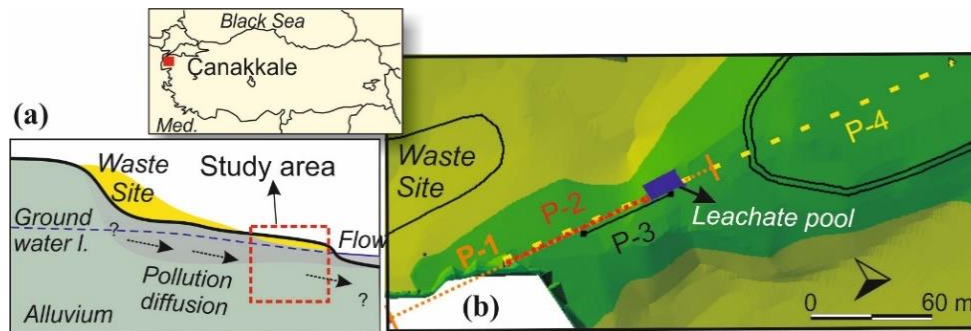 Black Sea
Çanakkale
Med.
(a)
Waste
Site
Study area
Ground
water l.
?
Flow
Pollution
diffusion
?
Alluvium
Waste
Site
P-1
P-2
P-3
P-4
Leachate pool
(b)
0 60 m